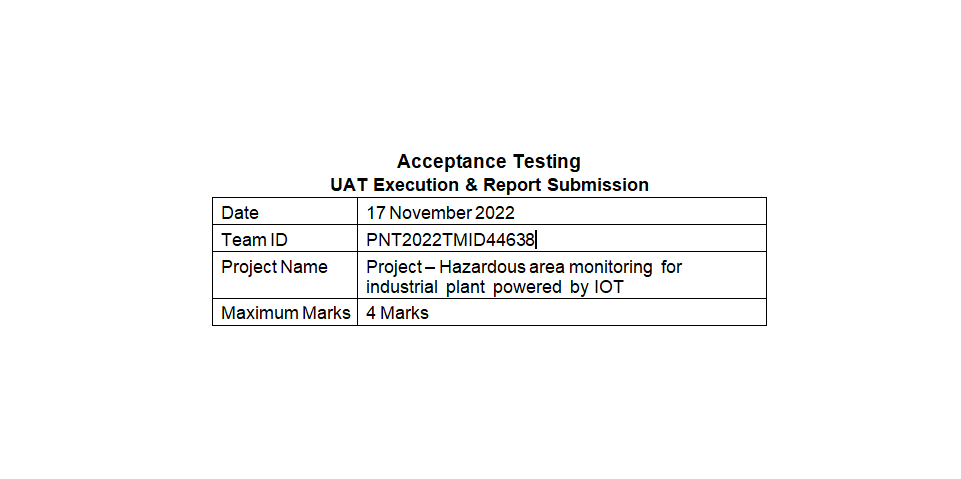 Acceptance Testing
UAT Execution & Report Submission
Date 17 November 2022
Team ID PNT2022TMID44638
Project Name Project – Hazardous area monitoring for
industrial plant powered by IOT
Maximum Marks 4 Marks